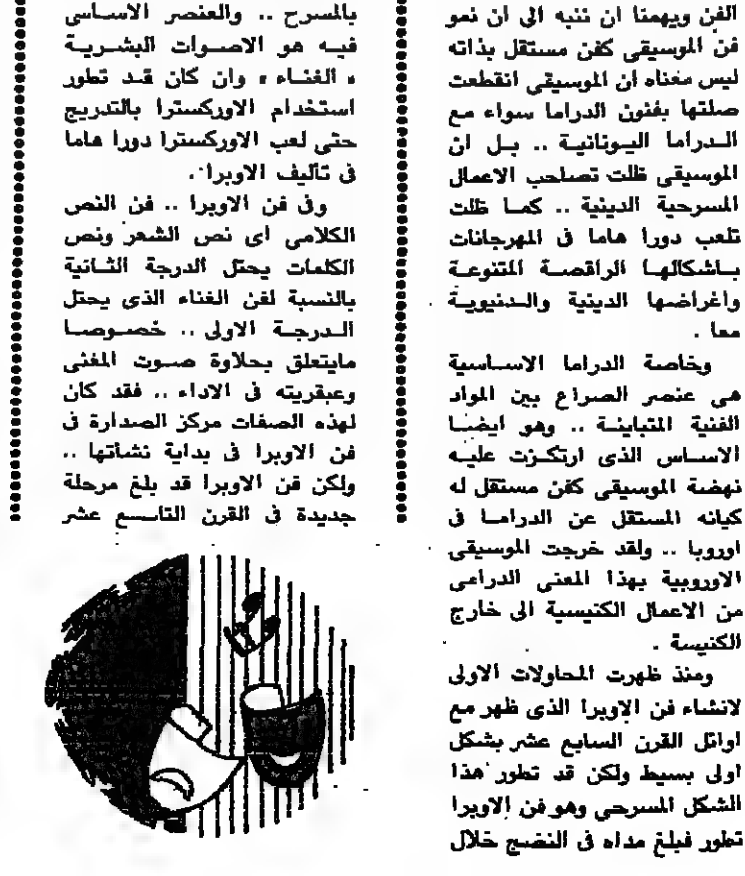 الفن ويهمنا ان ننبه الى ان نمو
فن الموسيقى كفن مستقل بذاته
ليس معناه ان الموسيقى انقطعت
صلتها بفنون الدراما سواء مع
الدراما اليونانية .. بل ان
الموسيقى ظلت تصاحب الاعمال
المسرحية الدينية .. كما ظلت
تلعب دورا هاما فى المهرجانات
باشكالها الراقصة المتنوعة
واغراضها الدينية والدنيوية
معا .
وبخاصة الدراما الاساسية
هى عنصر الصراع بين المواد
الفنية المتباينة .. وهو ايضا
الاساس الذى ارتكزت عليه
نهضة الموسيقى كفن مستقل له
كيانه المستقل عن الدراما فى
اوروبا .. ولقد خرجت الموسيقى
الاوروبية بهذا المعنى الدرامى
من الاعمال الكنيسية الى خارج
الكنيسة .
ومنذ ظهرت المحاولات الاولى
لانشاء فن الاوبرا الذى ظهر مع
اوائل القرن السابع عشر بشكل
اولى بسيط ولكن قد تطور هذا
الشكل المسرحى وهو فن الاوبرا
تطور فبلغ مداه فى النضج خلال
بالمسرح .. والعنصر الاساسى
فيه هو الاصوات البشرية
« الغناء » وان كان قد تطور
استخدام الاوركسترا بالتدريج
حتى لعب الاوركسترا دورا هاما
فى تأليف الاوبرا .
وفى فن الاوبرا .. فن النص
الكلامى اى نص الشعر ونص
الكلمات يحتل الدرجة الثانية
بالنسبة لفن الغناء الذى يحتل
الدرجة الاولى .. خصوصا
مايتعلق بحلاوة صوت المغنى
وعبقريته فى الاداء .. فقد كان
لهذه الصفات مركز الصدارة فى
فن الاوبرا فى بداية نشأتها ..
ولكن فن الاوبرا قد بلغ مرحلة
جديدة فى القرن التاسع عشر